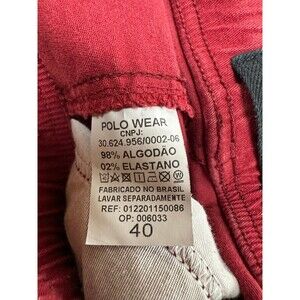 POLO WEAR
CNPJ:
30.624.956/0002-06
98% ALGODÃO
02% ELASTANO
FABRICADO NO BRASIL
LAVAR SEPARADAMENTE
REF: 012201150086
OP: 006033
40